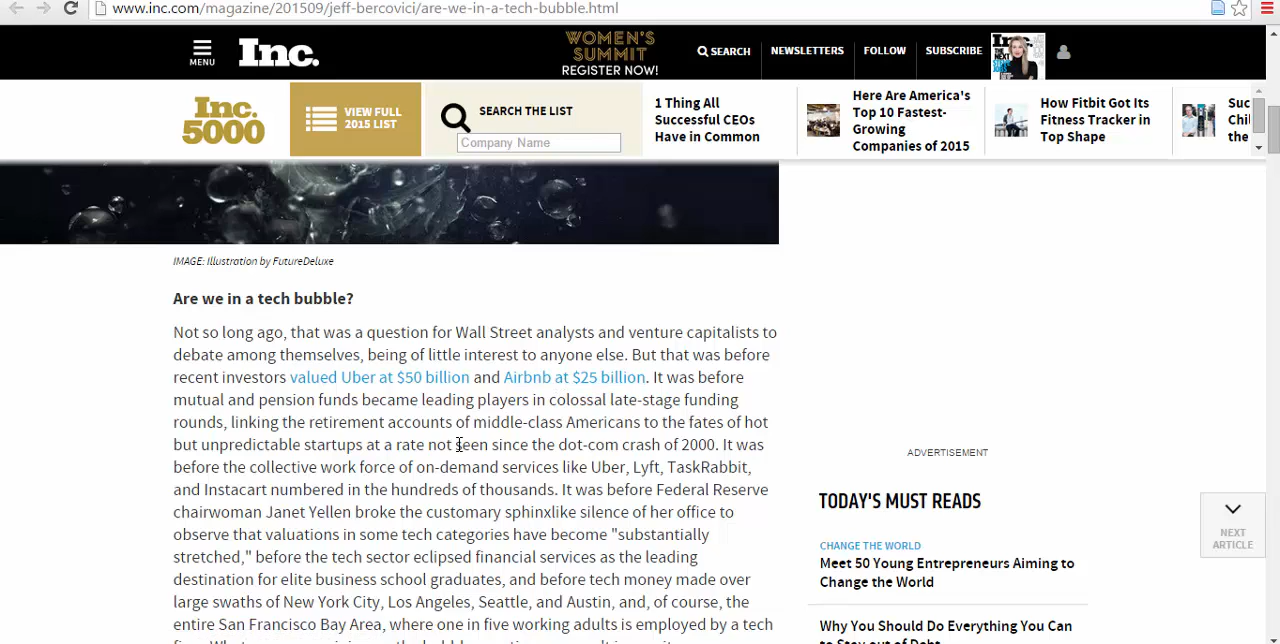 www.inc.com/magazine/201509/jeff-bercovici/are-we-in-a-tech-bubble.html
MENU
Inc.
WOMEN'S
SUMMIT
REGISTER NOW!
SEARCH
NEWSLETTERS
FOLLOW
SUBSCRIBE
Inc.
5000
VIEW FULL
2015 LIST
SEARCH THE LIST
Company Name
1 Thing All
Successful CEOs
Have in Common
Here Are America's
Top 10 Fastest-
Growing
Companies of 2015
How Fitbit Got Its
Fitness Tracker in
Top Shape
the
IMAGE: Illustration by FutureDeluxe
Are we in a tech bubble?
Not so long ago, that was a question for Wall Street analysts and venture capitalists to
debate among themselves, being of little interest to anyone else. But that was before
recent investors valued Uber at $50 billion and Airbnb at $25 billion. It was before
mutual and pension funds became leading players in colossal late-stage funding
rounds, linking the retirement accounts of middle-class Americans to the fates of hot
but unpredictable startups at a rate not seen since the dot-com crash of 2000. It was
before the collective work force of on-demand services like Uber, Lyft, TaskRabbit,
and Instacart numbered in the hundreds of thousands. It was before Federal Reserve
chairwoman Janet Yellen broke the customary sphinxlike silence of her office to
observe that valuations in some tech categories have become "substantially
stretched," before the tech sector eclipsed financial services as the leading
destination for elite business school graduates, and before tech money made over
large swaths of New York City, Los Angeles, Seattle, and Austin, and, of course, the
entire San Francisco Bay Area, where one in five working adults is employed by a tech
ADVERTISEMENT
TODAY'S MUST READS
CHANGE THE WORLD
Meet 50 Young Entrepreneurs Aiming to
Change the World
Why You Should Do Everything You Can
to Stay out of Debt
NEXT
ARTICLE